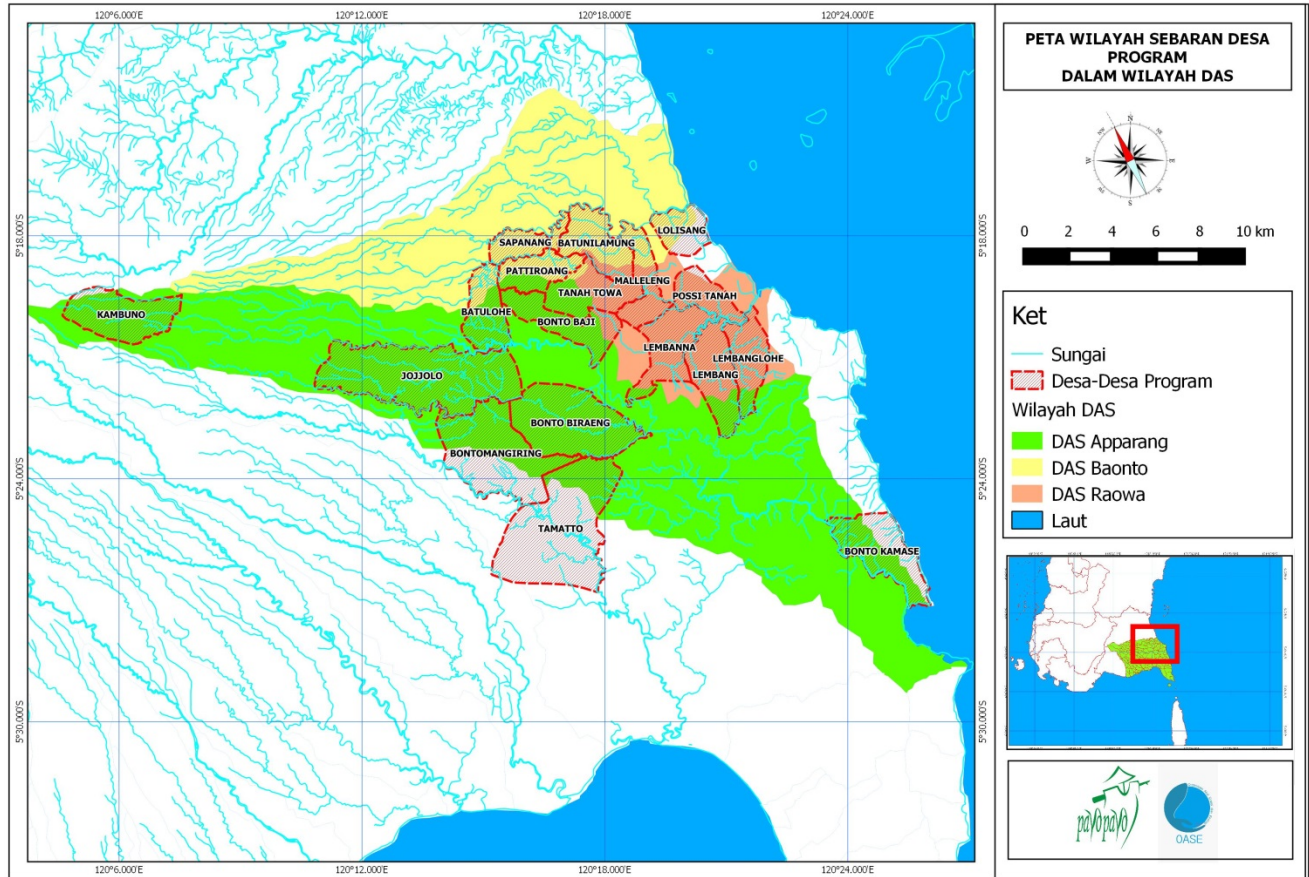 120°6.000'E
120°12.000'E
120°18.000'E
120°24.000'E
5°18.000'S
5°18.000'S
5°24.000'S
5°24.000'S
5°30.000'S
5°30.000'S
LOLISANG
SAPANANG
BATUNILAMUNG
PATTIROANG
MALLELENG
TANAH TOWA
POSSI TANAH
KAMBUNO
BATULOHE
BONTO BAJI
LEMBANNA
LEMBANGLOHE
JOJJOLO
LEMBANG
BONTO BIRAENG
BONTOMANGIRING
TAMATTO
BONTO KAMASE
120°6.000'E
120°12.000'E
120°18.000'E
120°24.000'E
PETA WILAYAH SEBARAN DESA
PROGRAM
DALAM WILAYAH DAS
N
W
E
S
0 2 4 6 8 10 km
Ket
Sungai
Desa-Desa Program
Wilayah DAS
DAS Apparang
DAS Baonto
DAS Raowa
Laut
payopayo
OASE